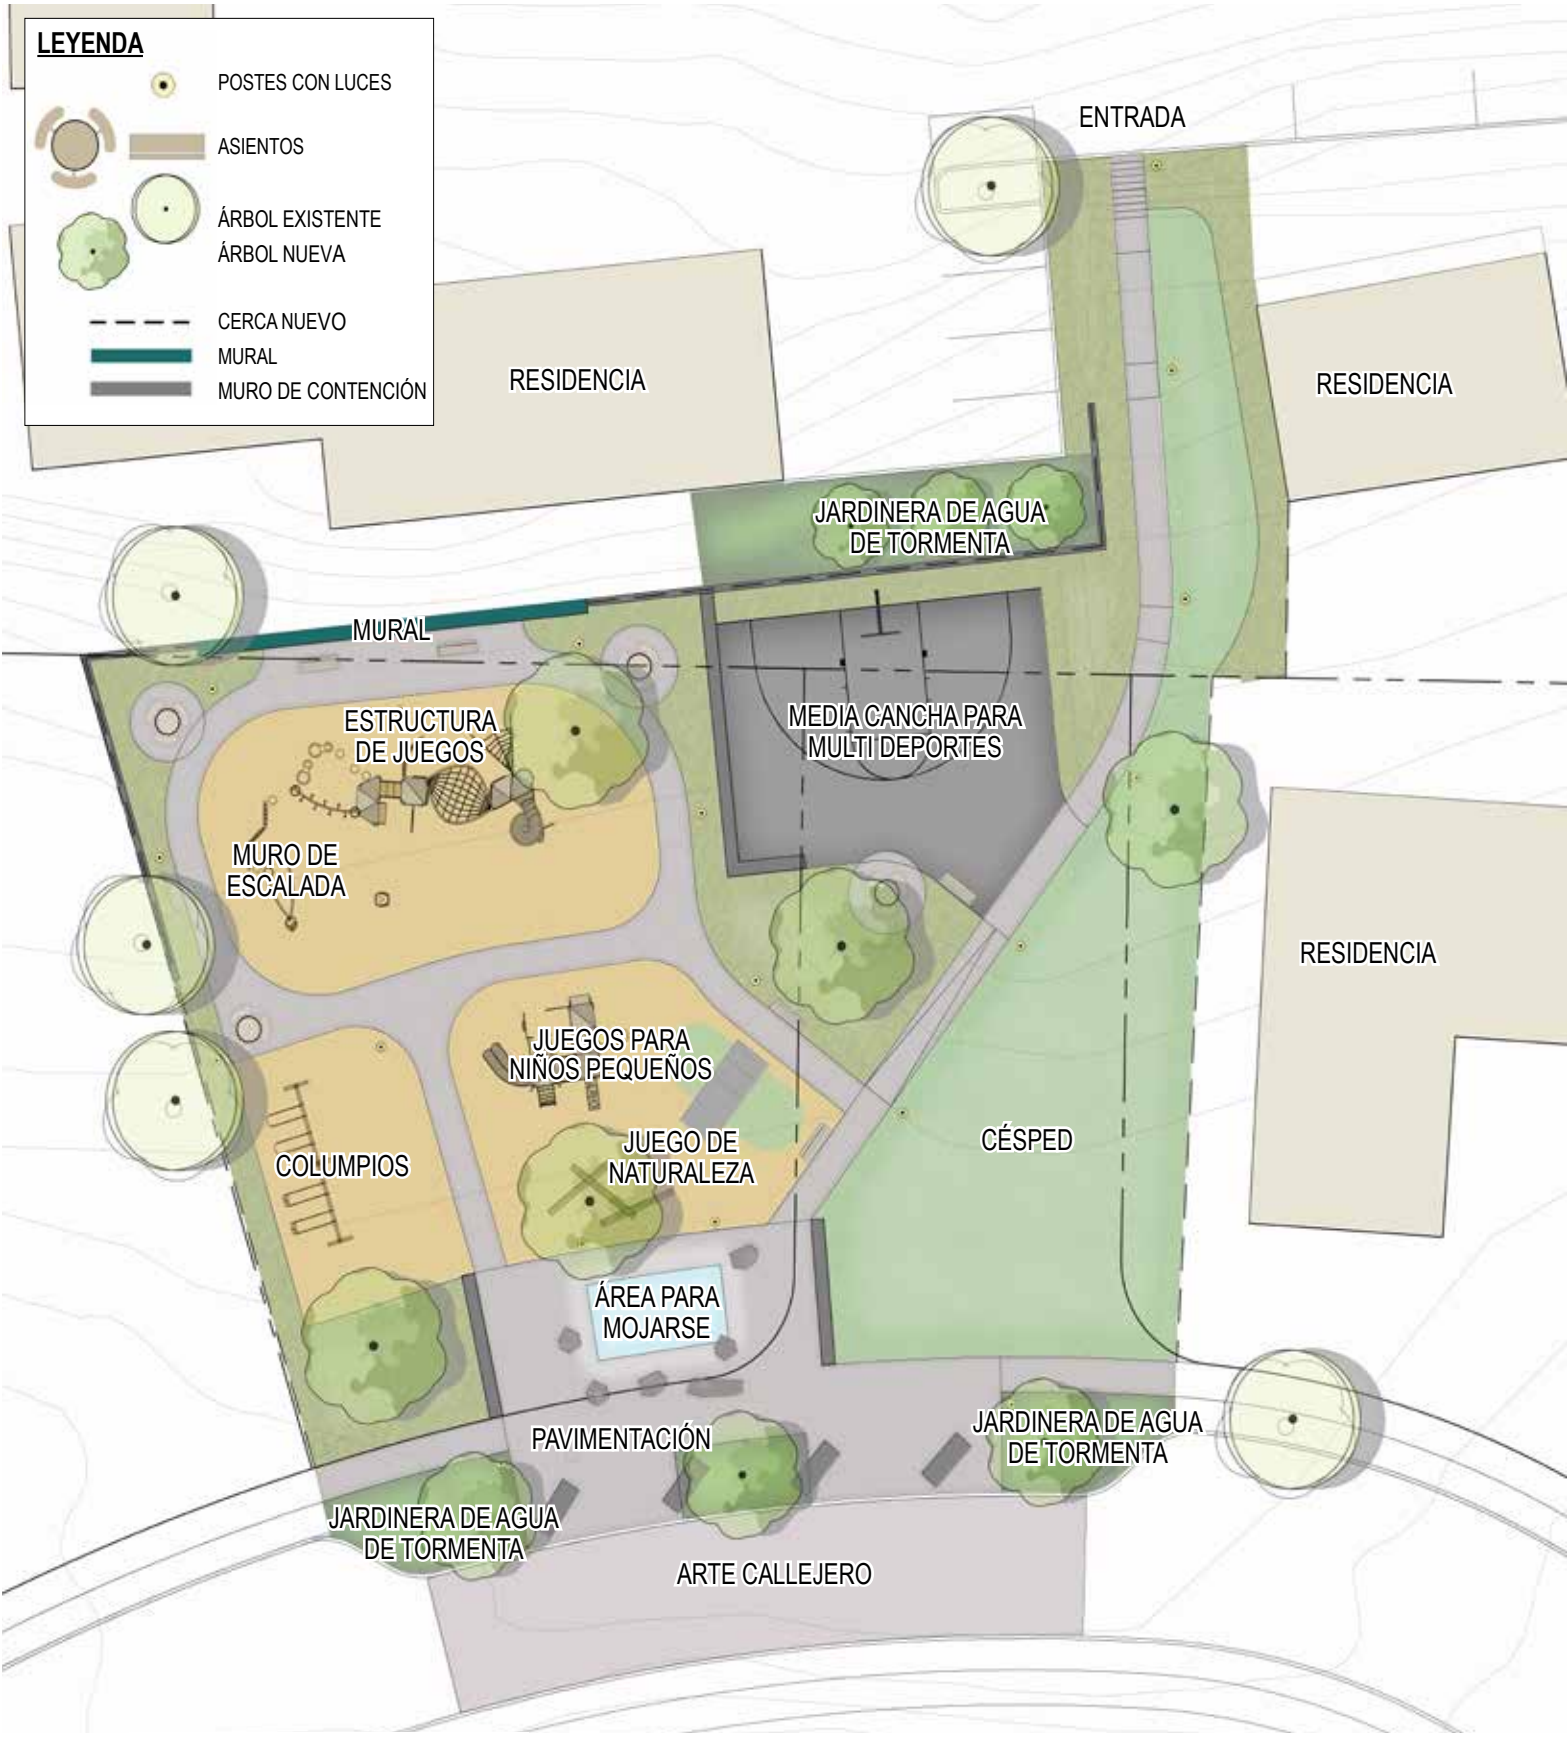 LEYENDA
POSTES CON LUCES
ASIENTOS
ÁRBOL EXISTENTE
ÁRBOL NUEVA
CERCA NUEVO
MURAL
MURO DE CONTENCIÓN
ENTRADA
RESIDENCIA
RESIDENCIA
JARDINERA DE AGUA
DE TORMENTA
MURAL
ESTRUCTURA
DE JUEGOS
MEDIA CANCHA PARA
MULTI DEPORTES
MURO DE
ESCALADA
RESIDENCIA
JUEGOS PARA
NIÑOS PEQUEÑOS
COLUMPIOS
JUEGO DE
NATURALEZA
CÉSPED
ÁREA PARA
MOJARSE
PAVIMENTACIÓN
JARDINERA DE AGUA
DE TORMENTA
JARDINERA DE AGUA
DE TORMENTA
ARTE CALLEJERO